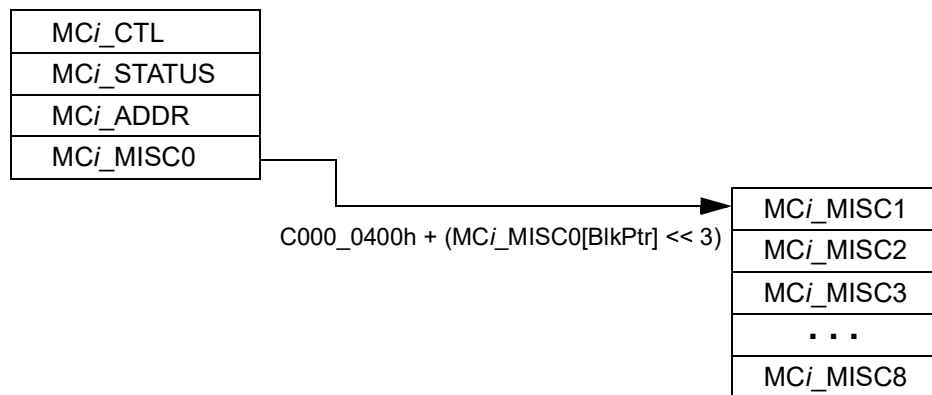 MCi_CTL
MCi_STATUS
MCi_ADDR
MCi_MISC0
C000_0400h + (MCi_MISC0[BlkPtr] << 3)
MCi_MISC1
MCi_MISC2
MCi_MISC3
. . .
MCi_MISC8